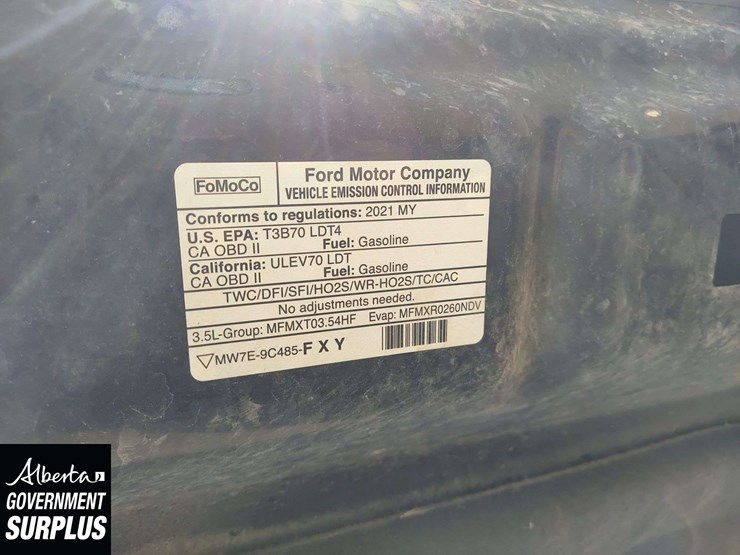 FoMoCo
Ford Motor Company
VEHICLE EMISSION CONTROL INFORMATION
Conforms to regulations: 2021 MY
U.S. EPA: T3B70 LDT4
CA OBD II Fuel: Gasoline
California: ULEV70 LDT
CA OBD II Fuel: Gasoline
TWC/DFI/SFI/HO2S/WR-HO2S/TC/CAC
No adjustments needed.
3.5L-Group: MFMXT03.54HF Evap: MFMXR0260NDV
MW7E-9C485-F X Y
Alberta
GOVERNMENT
SURPLUS